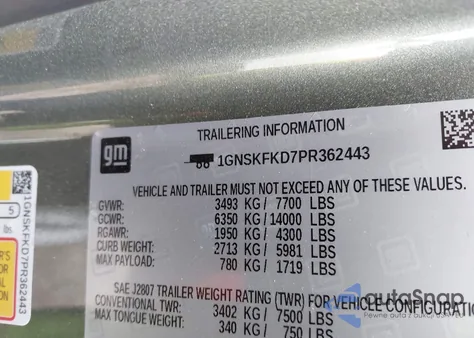 gm
TRAILERING INFORMATION
1GNSKFKD7PR362443
VEHICLE AND TRAILER MUST NOT EXCEED ANY OF THESE VALUES.
GVWR: 3493 KG / 7700 LBS
GCWR: 6350 KG / 14000 LBS
RGAWR: 1950 KG / 4300 LBS
CURB WEIGHT: 2713 KG / 5981 LBS
MAX PAYLOAD: 780 KG / 1719 LBS
SAE J2807 TRAILER WEIGHT RATING (TWR) FOR VEHICLE CONFIGURATIO
CONVENTIONAL TWR: 3402 KG / 7500 LBS
MAX TONGUE WEIGHT: 340 KG / 750 LBS
5
lbs.
1GNSKFKD7PR362443
autoSnap